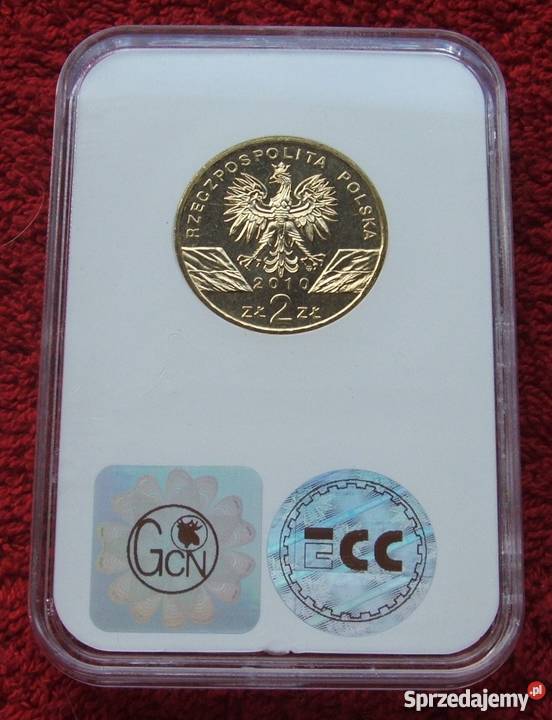 RZECZPOSPOLITA POLSKA
2010
ZŁ 2 ZŁ
GCN
ECC
Sprzedajemy.pl